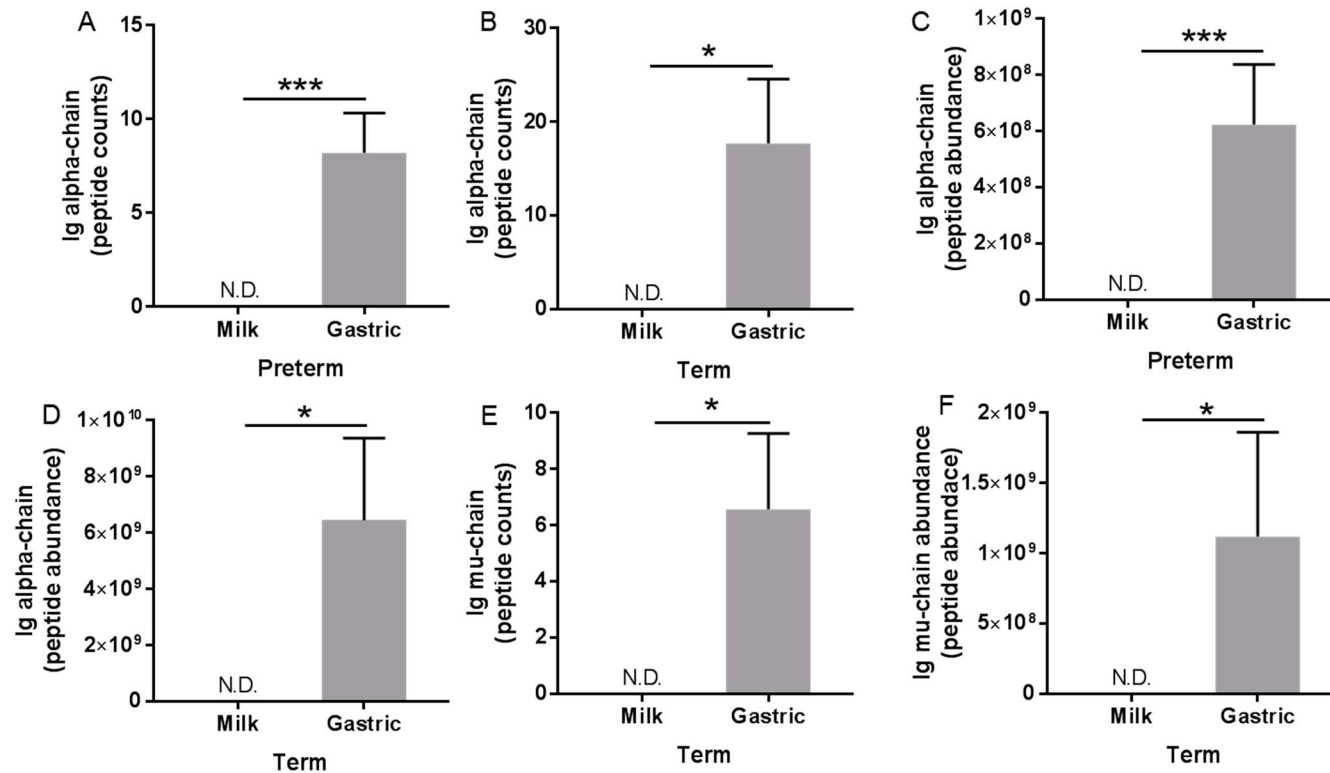 A
Ig alpha-chain
(peptide counts)
15
10
5
0
***
N.D.
Milk Gastric
Preterm
B
Ig alpha-chain
(peptide counts)
30
20
10
0
*
N.D.
Milk Gastric
Term
C
Ig alpha-chain
(peptide abundance)
1×10⁹
8×10⁸
6×10⁸
4×10⁸
2×10⁸
0
***
N.D.
Milk Gastric
Preterm
D
Ig alpha-chain
(peptide abundance)
1×10¹⁰
8×10⁹
6×10⁹
4×10⁹
2×10⁹
0
*
N.D.
Milk Gastric
Term
E
Ig mu-chain
(peptide counts)
10
8
6
4
2
0
*
N.D.
Milk Gastric
Term
F
Ig mu-chain abundance
(peptide abundace)
2×10⁹
1.5×10⁹
1×10⁹
5×10⁸
0
*
N.D.
Milk Gastric
Term